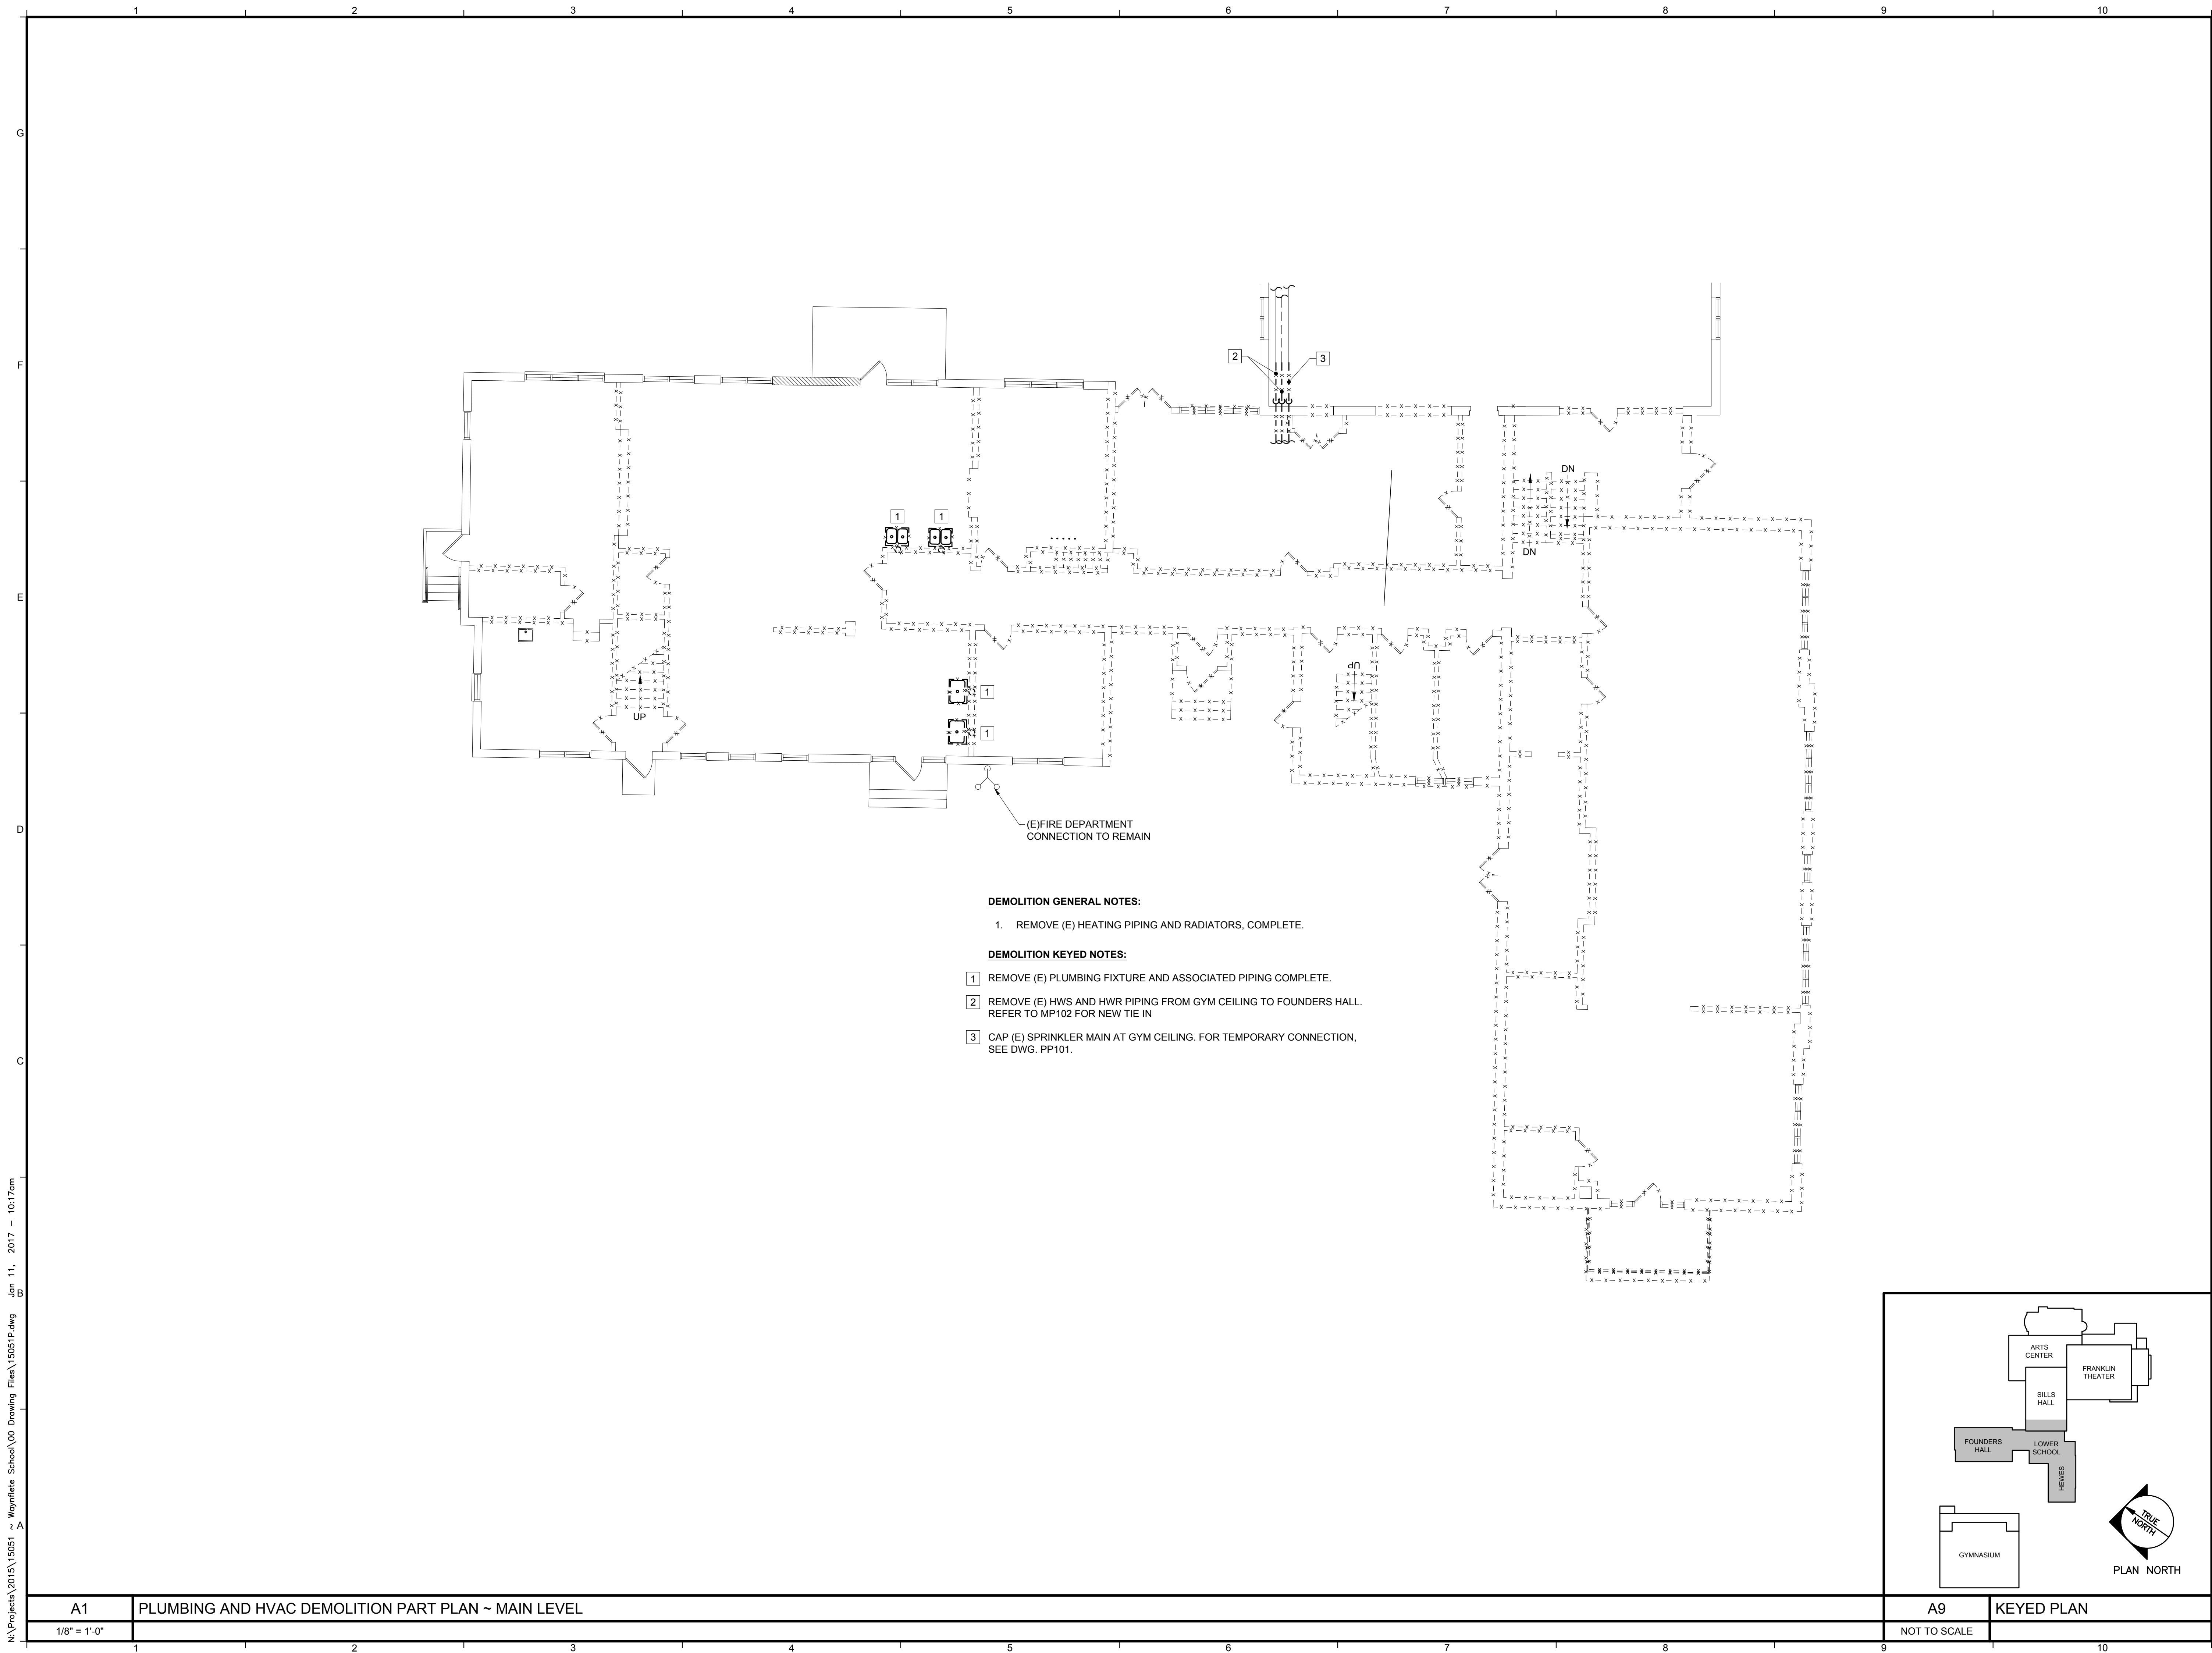 1 2 3 4 5 6 7 8 9 10
G
F
E
D
C
B
A
2
3
1 1
DN
DN
UP
UP
1
1
(E)FIRE DEPARTMENT
CONNECTION TO REMAIN
DEMOLITION GENERAL NOTES:
1. REMOVE (E) HEATING PIPING AND RADIATORS, COMPLETE.
DEMOLITION KEYED NOTES:
1 REMOVE (E) PLUMBING FIXTURE AND ASSOCIATED PIPING COMPLETE.
2 REMOVE (E) HWS AND HWR PIPING FROM GYM CEILING TO FOUNDERS HALL.
REFER TO MP102 FOR NEW TIE IN
3 CAP (E) SPRINKLER MAIN AT GYM CEILING. FOR TEMPORARY CONNECTION,
SEE DWG. PP101.
ARTS
CENTER
FRANKLIN
THEATER
SILLS
HALL
FOUNDERS
HALL
LOWER
SCHOOL
HEWES
GYMNASIUM
TRUE
NORTH
PLAN NORTH
A1 PLUMBING AND HVAC DEMOLITION PART PLAN ~ MAIN LEVEL
1/8" = 1'-0"
A9 KEYED PLAN
NOT TO SCALE
1 2 3 4 5 6 7 8 9 10
N:\Projects\2015\15051 ~ Waynflete School\00 Drawing Files\15051P.dwg Jan 11, 2017 - 10:17am